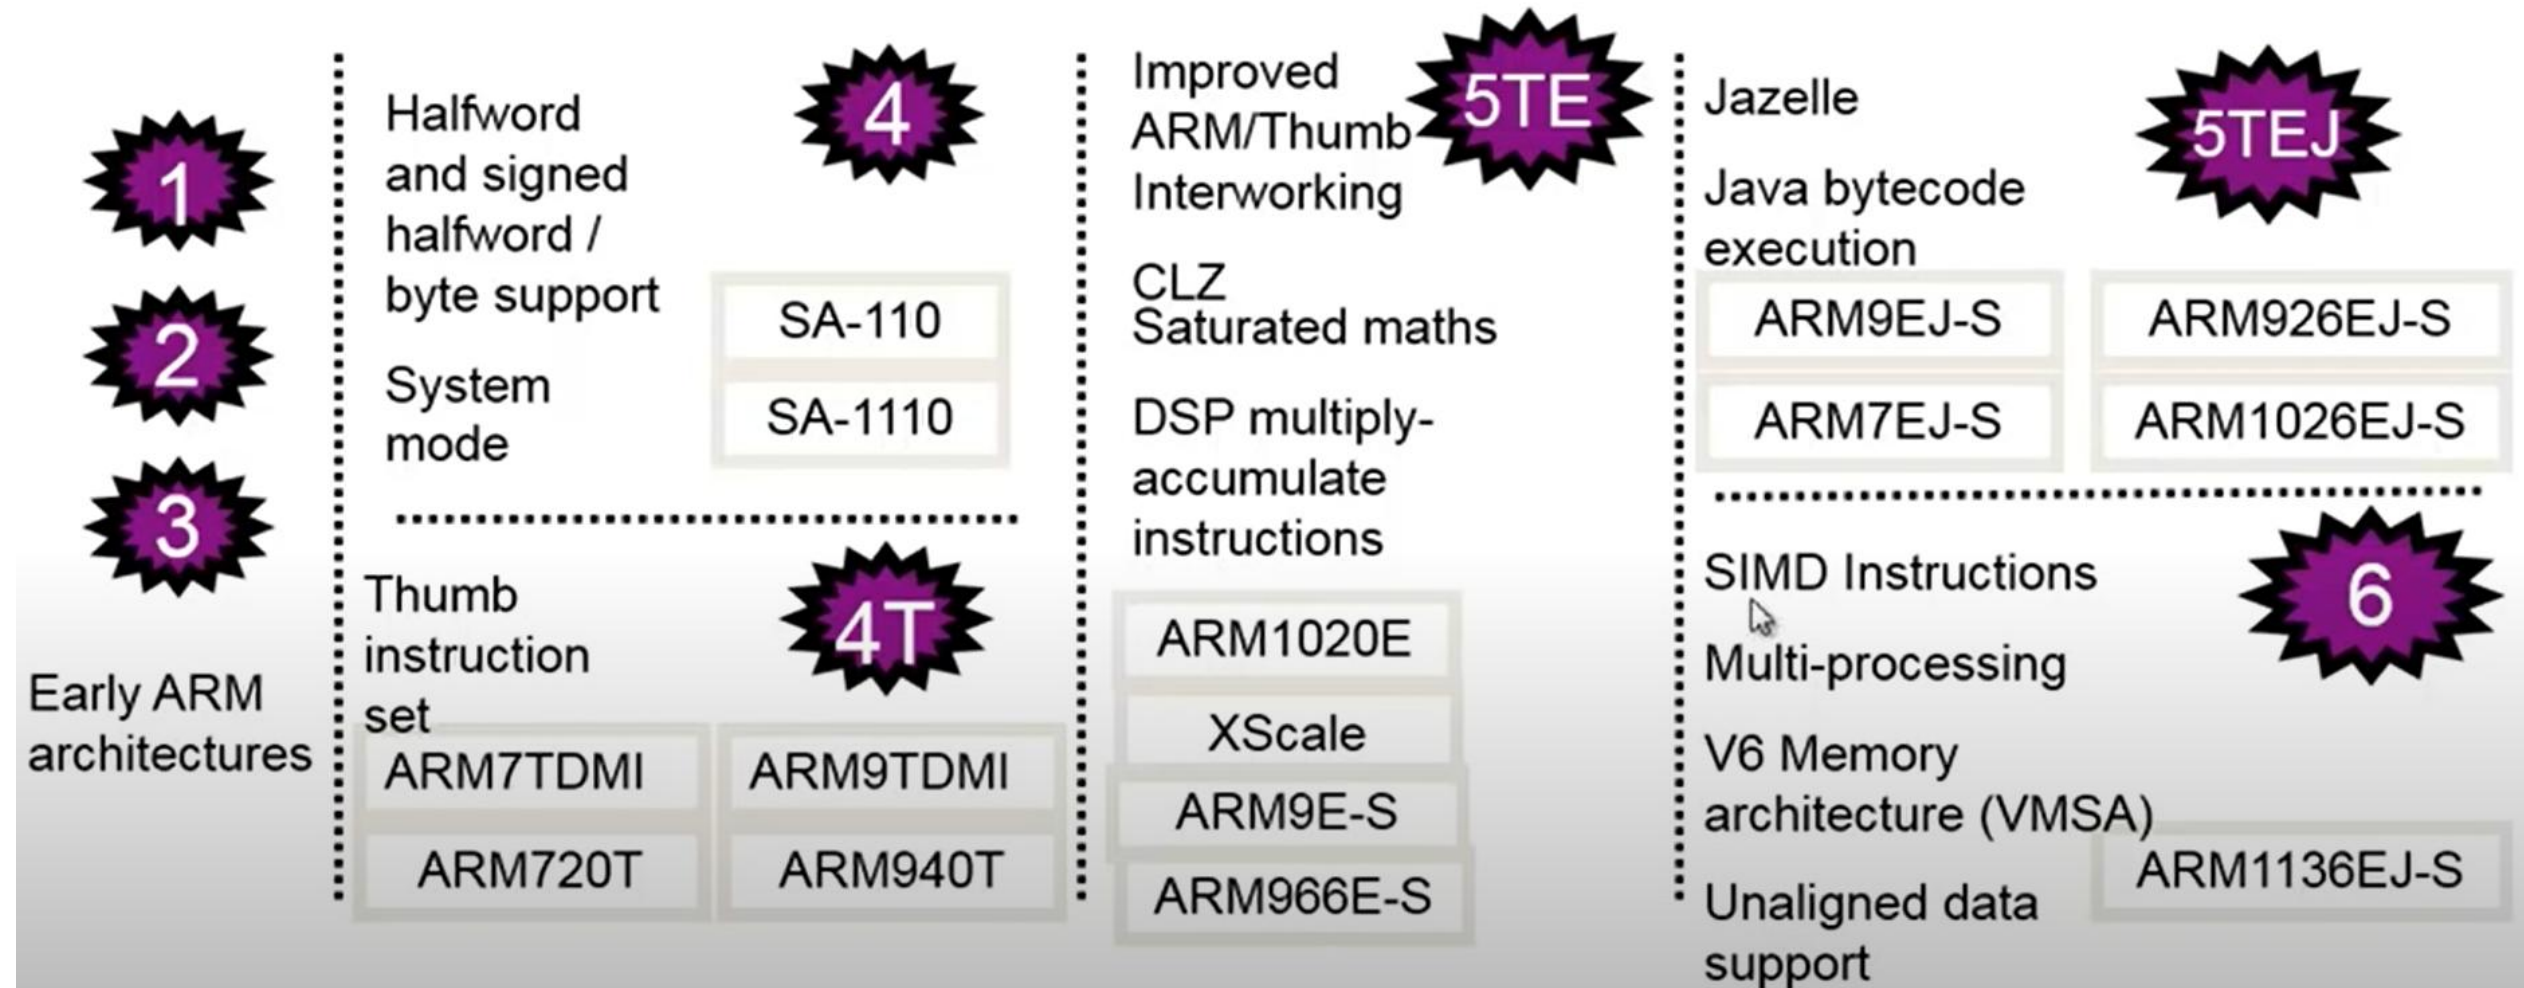 1
2
3
Early ARM
architectures
Halfword
and signed
halfword /
byte support
System
mode
4
SA-110
SA-1110
Thumb
instruction
set
4T
ARM7TDMI
ARM9TDMI
ARM720T
ARM940T
Improved
ARM/Thumb
Interworking
5TE
CLZ
Saturated maths
DSP multiply-
accumulate
instructions
ARM1020E
XScale
ARM9E-S
ARM966E-S
Jazelle
Java bytecode
execution
5TEJ
ARM9EJ-S
ARM926EJ-S
ARM7EJ-S
ARM1026EJ-S
SIMD Instructions
6
Multi-processing
V6 Memory
architecture (VMSA)
ARM1136EJ-S
Unaligned data
support